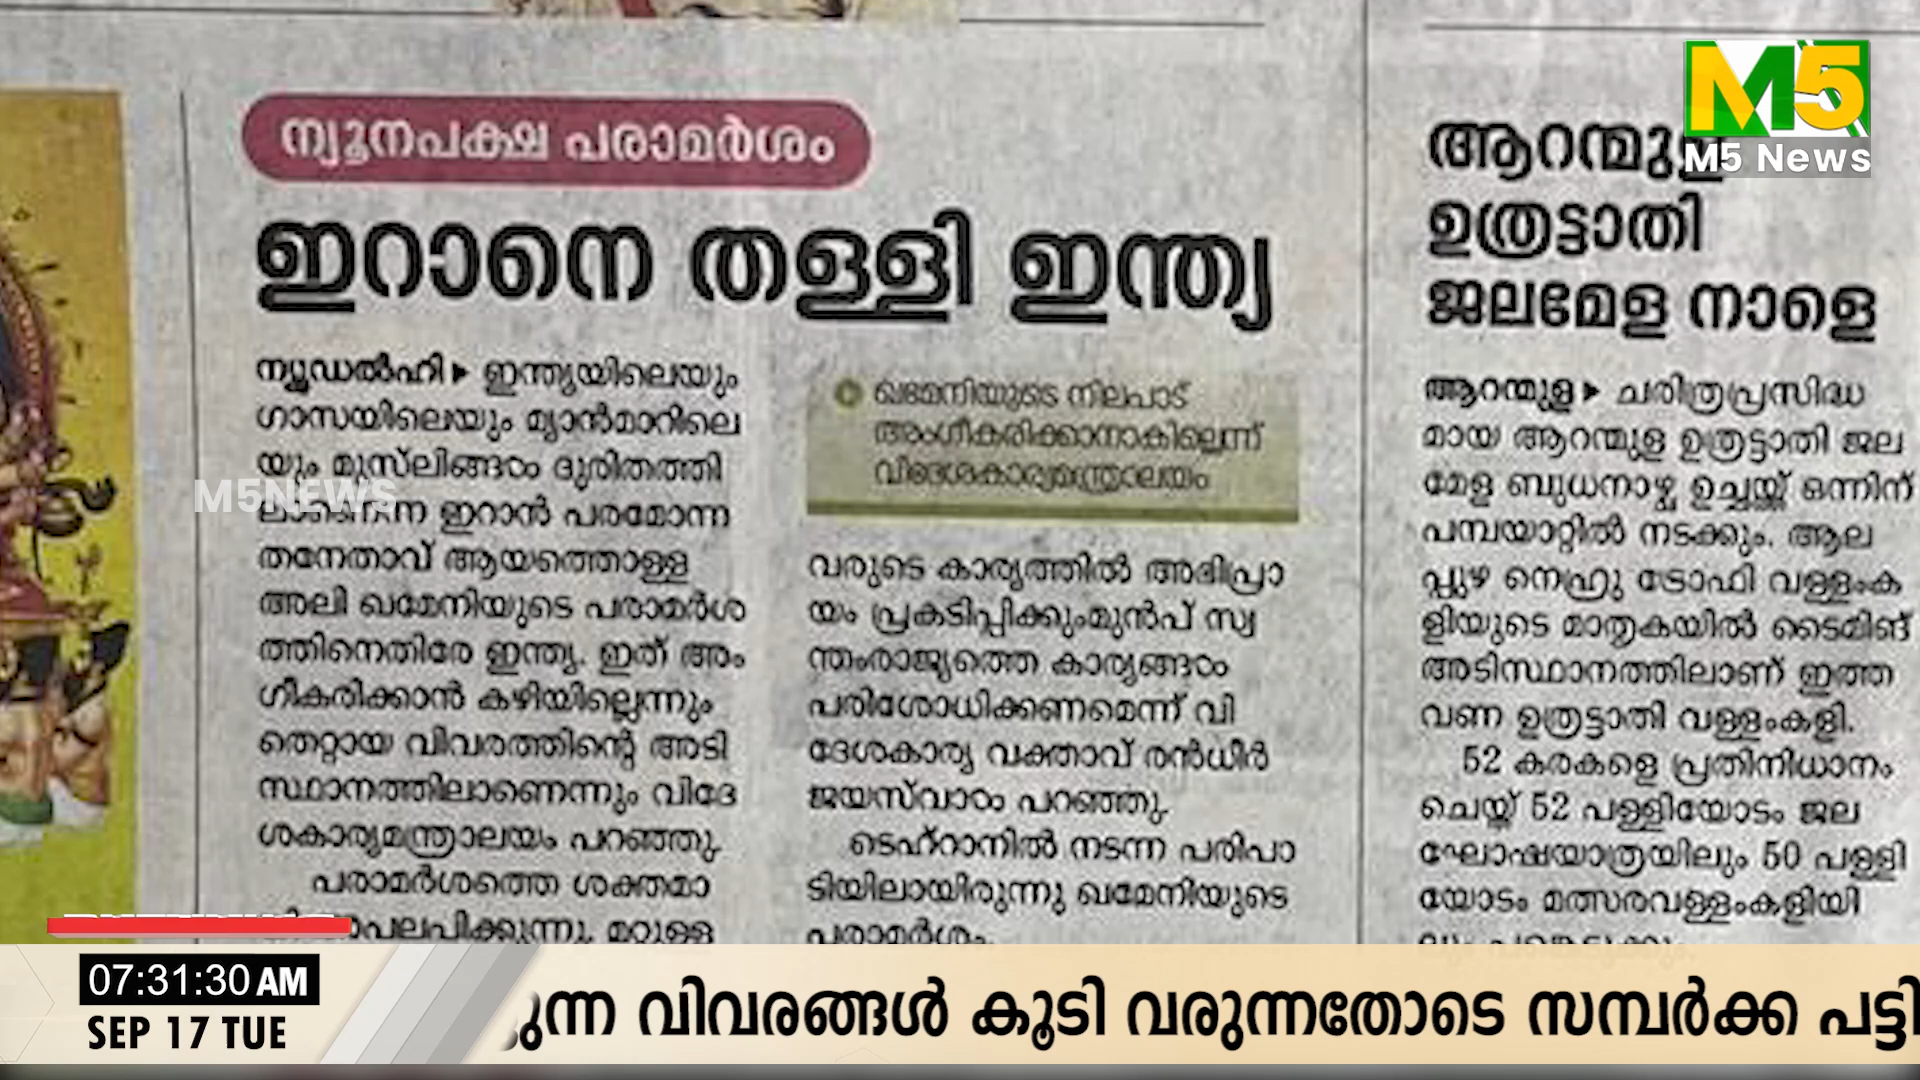 ന്യൂനപക്ഷ പരാമർശം
ഇറാനെ തള്ളി ഇന്ത്യ
ന്യൂഡൽഹി ▸ ഇന്ത്യയിലെയും
ഗാസയിലെയും മ്യാൻമാറിലെ
യും മുസ്‌ലിങ്ങൾ ദുരിതത്തി
ഇറാൻ പരമോന്ന
തനേതാവ് ആയത്തൊള്ള
അലി ഖമേനിയുടെ പരാമർശ
ത്തിനെതിരേ ഇന്ത്യ. ഇത് അം
ഗീകരിക്കാൻ കഴിയില്ലെന്നും
തെറ്റായ വിവരത്തിന്റെ അടി
സ്ഥാനത്തിലാണെന്നും വിദേ
ശകാര്യമന്ത്രാലയം പറഞ്ഞു.
പരാമർശത്തെ ശക്തമാ
മറ്റുള്ള
ഖമേനിയുടെ നിലപാട്
അംഗീകരിക്കാനാകില്ലെന്ന്
വിദേശകാര്യമന്ത്രാലയം
വരുടെ കാര്യത്തിൽ അഭിപ്രാ
യം പ്രകടിപ്പിക്കുംമുൻപ് സ്വ
ന്തംരാജ്യത്തെ കാര്യങ്ങൾ
പരിശോധിക്കണമെന്ന് വി
ദേശകാര്യ വക്താവ് രൻധീർ
ജയസ്വാൾ പറഞ്ഞു.
ടെഹ്റാനിൽ നടന്ന പരിപാ
ടിയിലായിരുന്നു ഖമേനിയുടെ
പരാമർശം.
ആറന്മുള
ഉത്രട്ടാതി
ജലമേള നാളെ
ആറന്മുള ▸ ചരിത്രപ്രസിദ്ധ
മായ ആറന്മുള ഉത്രട്ടാതി ജല
മേള ബുധനാഴ്ച ഉച്ചയ്ക്ക് ഒന്നിന്
പമ്പയാറ്റിൽ നടക്കും. ആല
പ്പുഴ നെഹ്രു ട്രോഫി വള്ളംക
ളിയുടെ മാതൃകയിൽ ടൈമിങ്
അടിസ്ഥാനത്തിലാണ് ഇത്ത
വണ ഉത്രട്ടാതി വള്ളംകളി.
52 കരകളെ പ്രതിനിധാനം
ചെയ്ത് 52 പള്ളിയോടം ജല
ഘോഷയാത്രയിലും 50 പള്ളി
യോടം മത്സരവള്ളംകളിയി
M5
M5 News
M5NEWS
07:31:30 AM
SEP 17 TUE
ന്ന വിവരങ്ങൾ കൂടി വരുന്നതോടെ സമ്പർക്ക പട്ടി